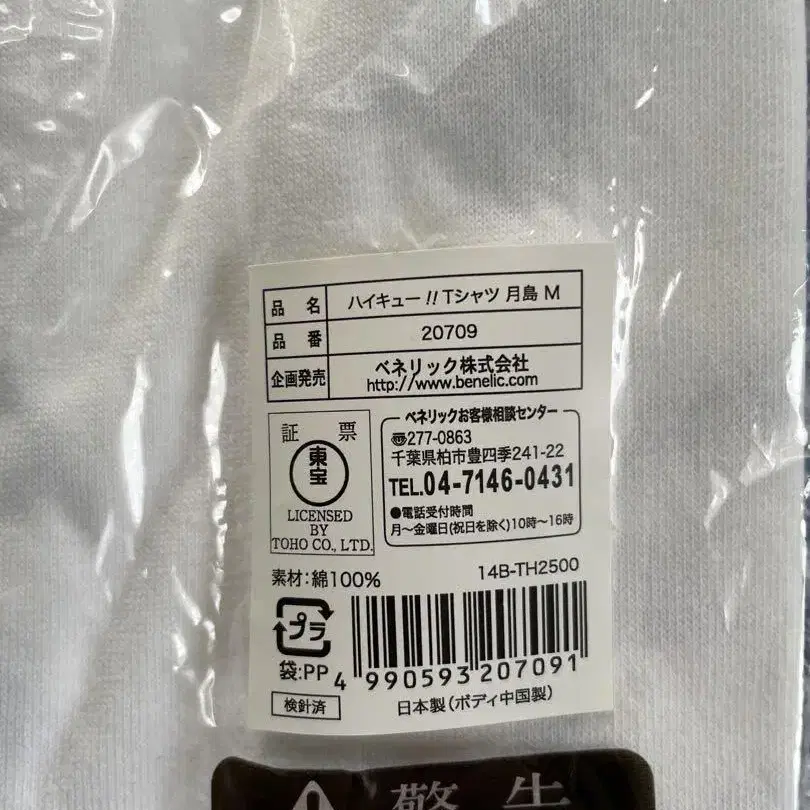 品 名 ハイキュー!! Tシャツ 月島 M
品 番 20709
企画発売 ベネリック株式会社
http://www.benelic.com
証 票
東宝
LICENSED
BY
TOHO CO., LTD.
ベネリックお客様相談センター
〠277-0863
千葉県柏市豊四季241-22
TEL.04-7146-0431
●電話受付時間
月〜金曜日(祝日を除く)10時〜16時
素材:綿100%
14B-TH2500
プラ
袋:PP
4 990593 207091
検針済
日本製(ボディ中国製)
警告